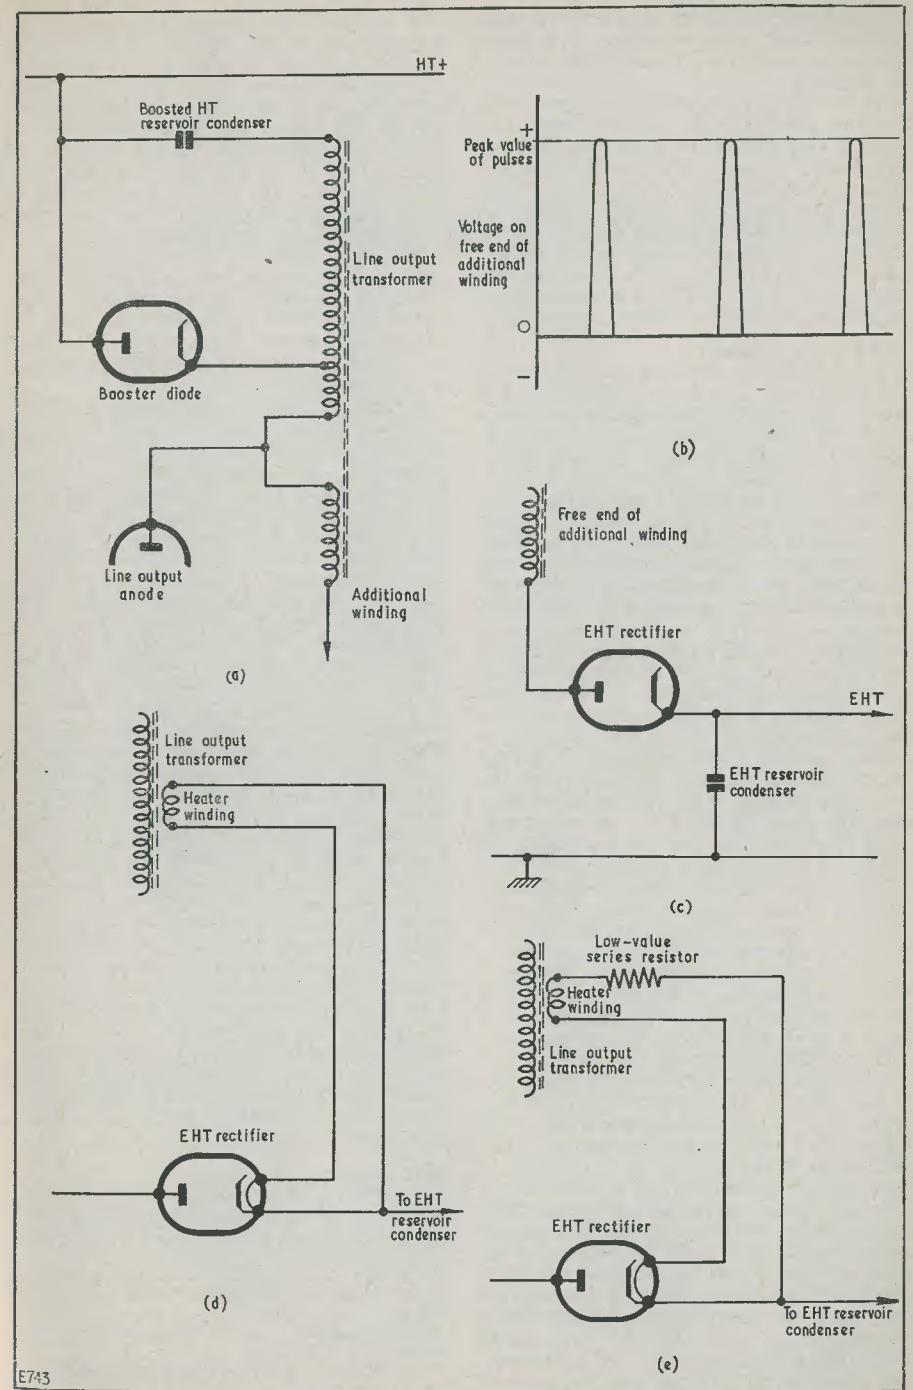 HT+
Boosted HT
reservoir condenser
Line output
transformer
Booster diode
Line output
anode
Additional
winding
(a)
+
Peak value
of pulses
Voltage on
free end of
additional
winding
O
–
(b)
Free end of
additional winding
EHT rectifier
EHT
EHT reservoir
condenser
(c)
Line output
transformer
Heater
winding
EHT rectifier
To EHT
reservoir
condenser
(d)
Low-value
series resistor
Heater
winding
Line output
transformer
EHT rectifier
To EHT reservoir
condenser
(e)
E743